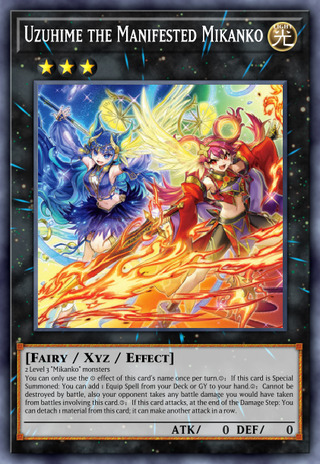 Uzuhime the Manifested Mikanko
LIGHT
光
[Fairy / Xyz / Effect]
2 Level 3 "Mikanko" monsters
You can only use the ① effect of this card's name once per turn.①: If this card is Special
Summoned: You can add 1 Equip Spell from your Deck or GY to your hand.②: Cannot be
destroyed by battle, also your opponent takes any battle damage you would have taken
from battles involving this card.③: If this card attacks, at the end of the Damage Step: You
can detach 1 material from this card; it can make another attack in a row.
ATK/ 0 DEF/ 0